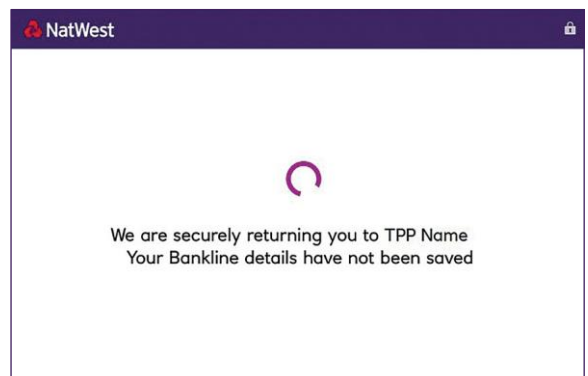 NatWest
We are securely returning you to TPP Name
Your Bankline details have not been saved